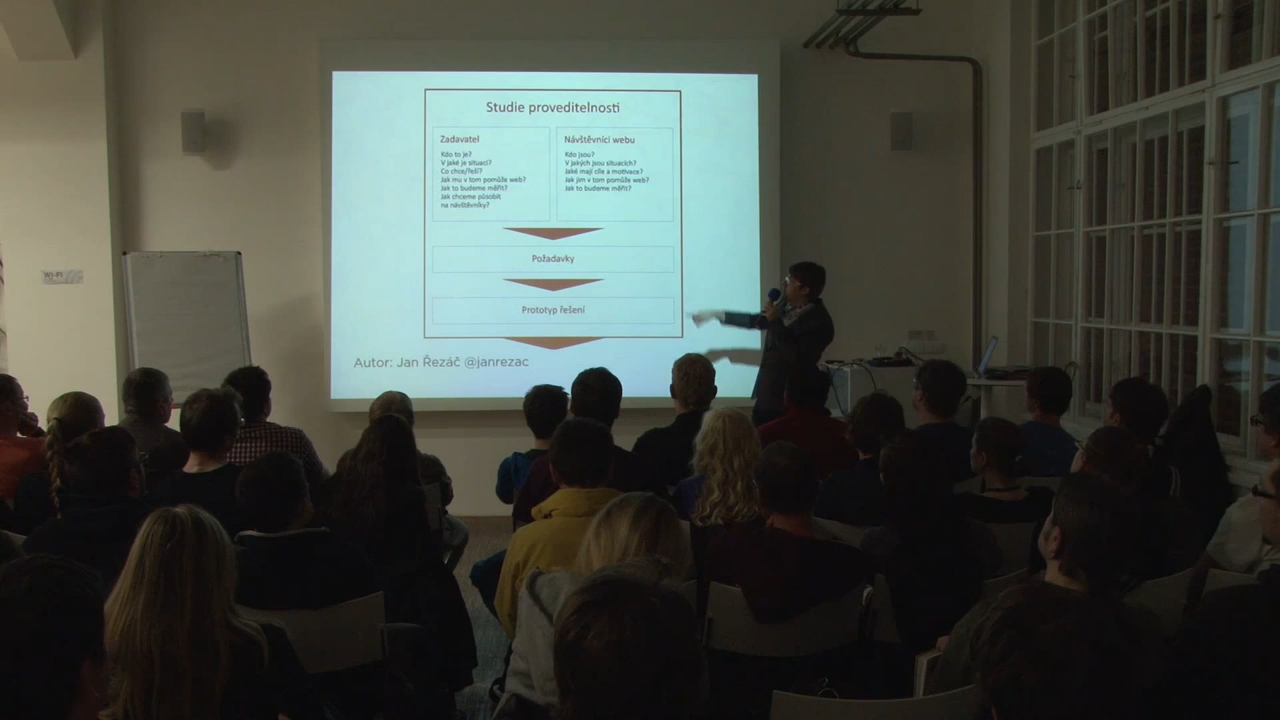 Studie proveditelnosti
Zadavatel
Kdo to je?
V jaké je situaci?
Co chce/řeší?
Jak mu v tom pomůže web?
Jak to budeme měřit?
Jak chceme působit
na návštěvníky?
Návštěvníci webu
Kdo jsou?
V jakých jsou situacích?
Jaké mají cíle a motivace?
Jak jim v tom pomůže web?
Jak to budeme měřit?
Požadavky
Prototyp řešení
Autor: Jan Řezáč @janrezac
Wi-Fi